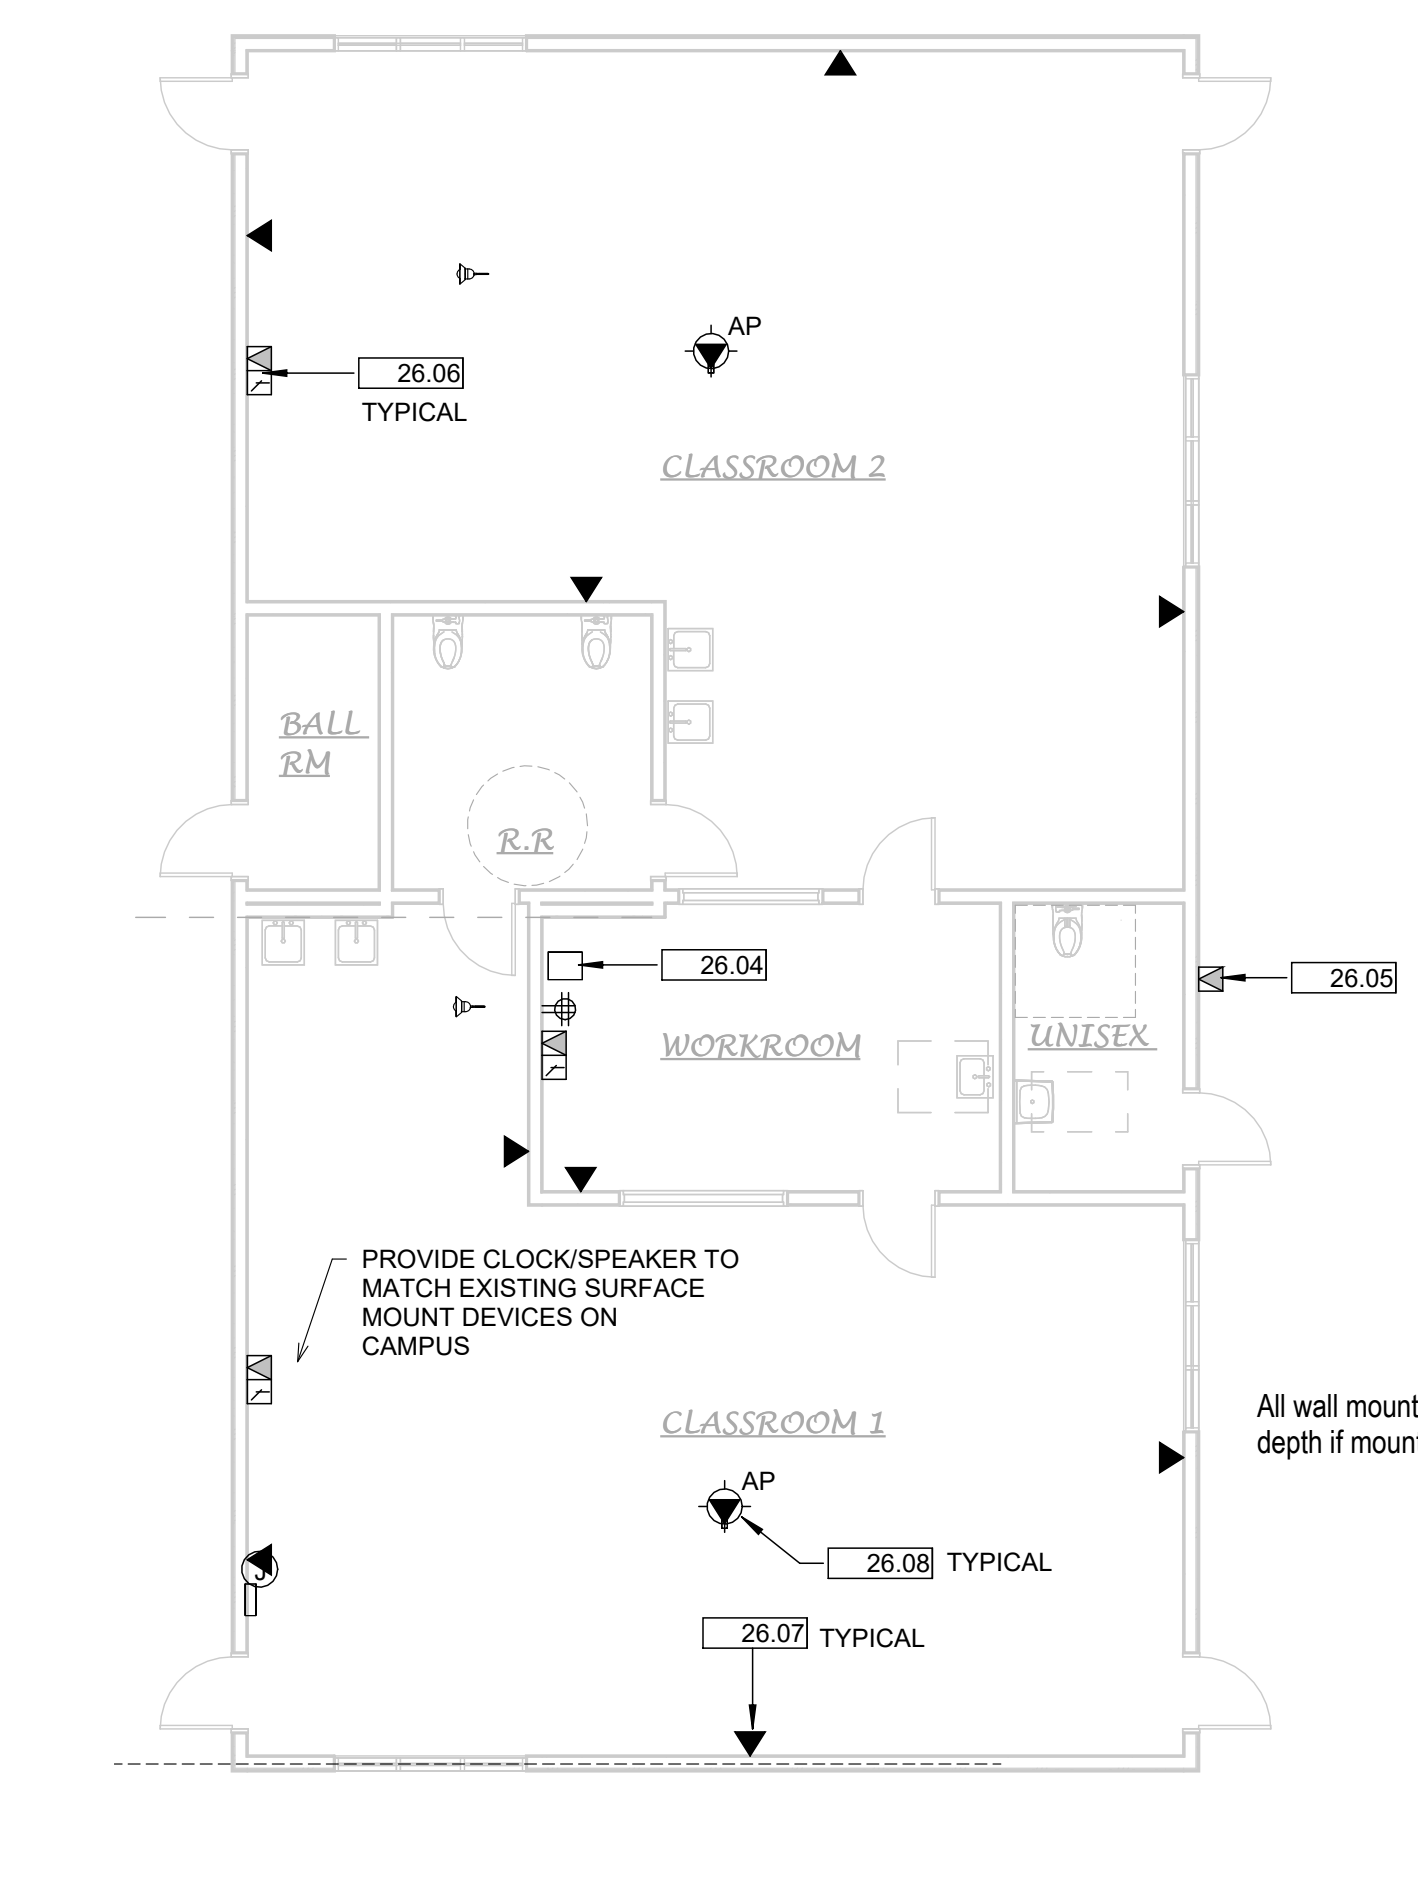 AP
26.06
TYPICAL
CLASSROOM 2
BALL
RM
R.R
26.04
26.05
WORKROOM
UNISEX
PROVIDE CLOCK/SPEAKER TO
MATCH EXISTING SURFACE
MOUNT DEVICES ON
CAMPUS
All wall mount
depth if moun
CLASSROOM 1
AP
J
26.08 TYPICAL
26.07 TYPICAL